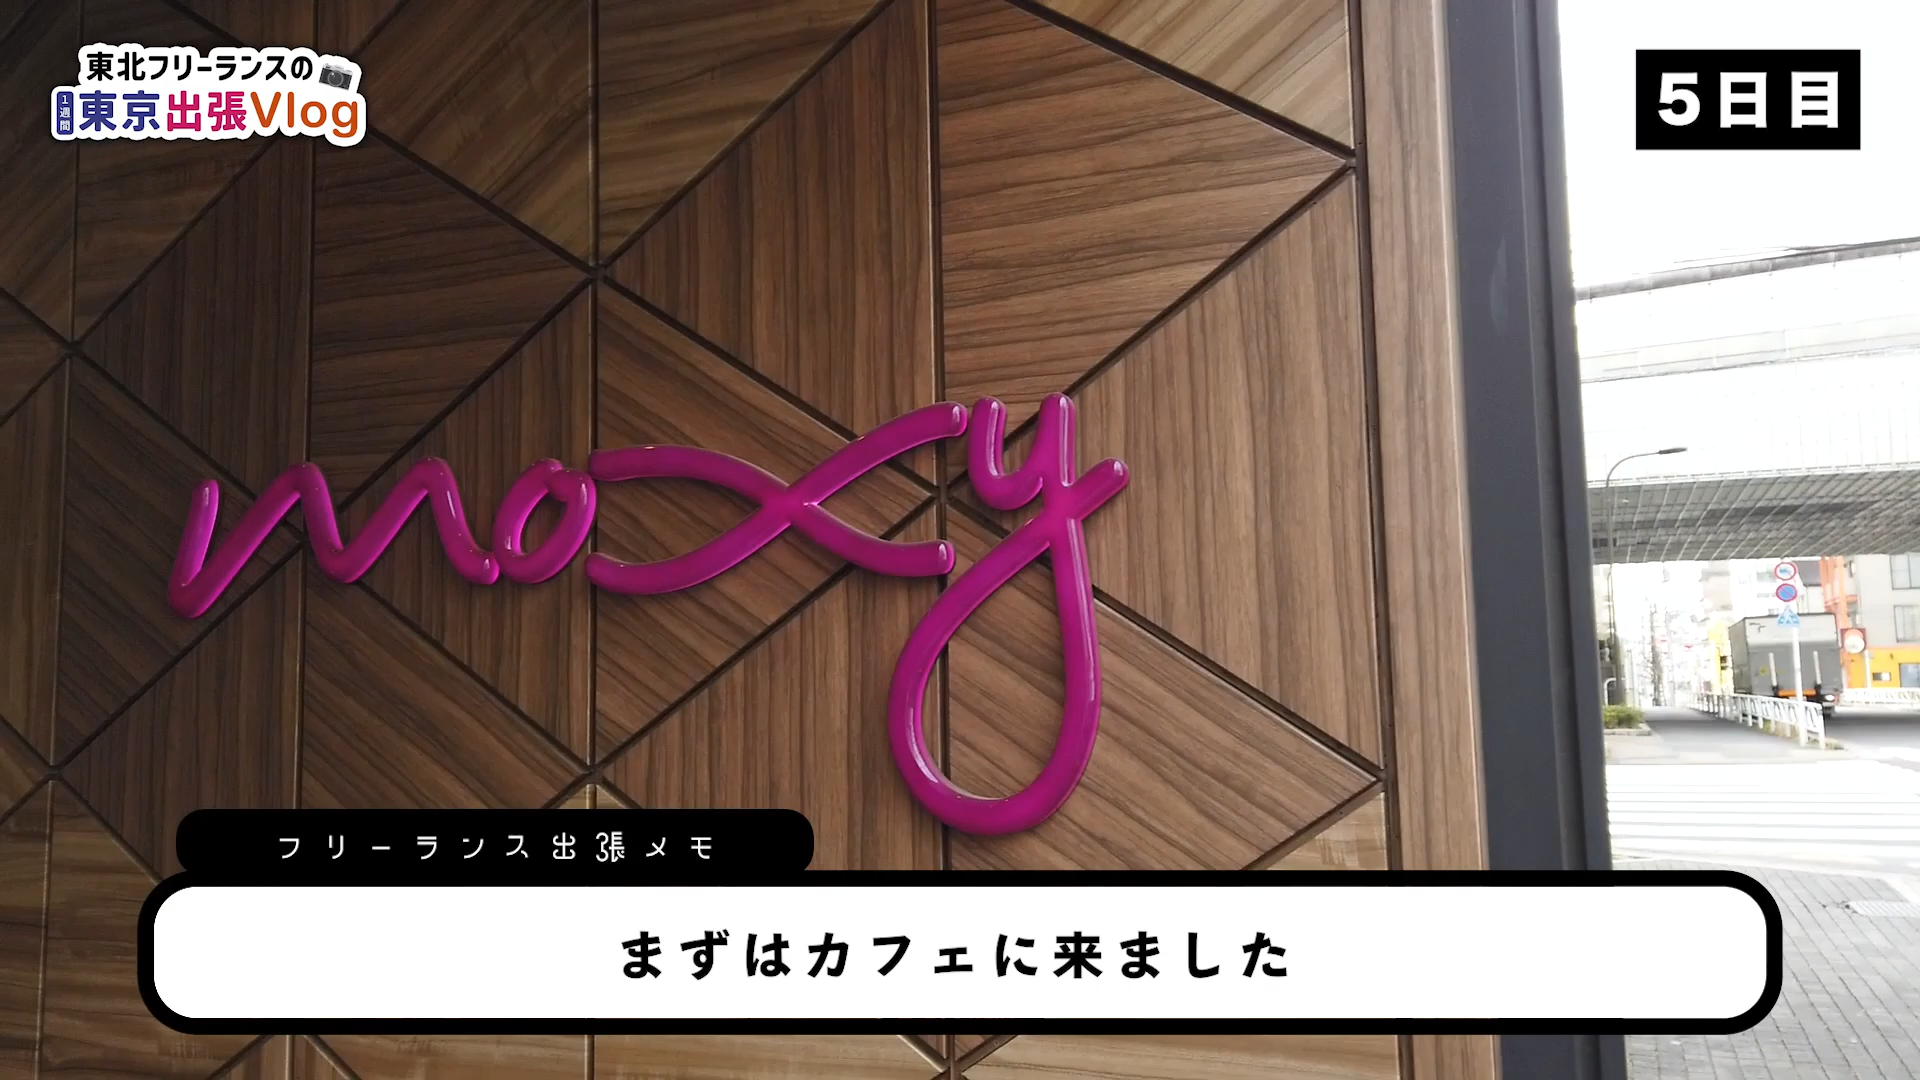 東北フリーランスの
1週間
東京出張Vlog
5日目
moxy
フリーランス出張メモ
まずはカフェに来ました